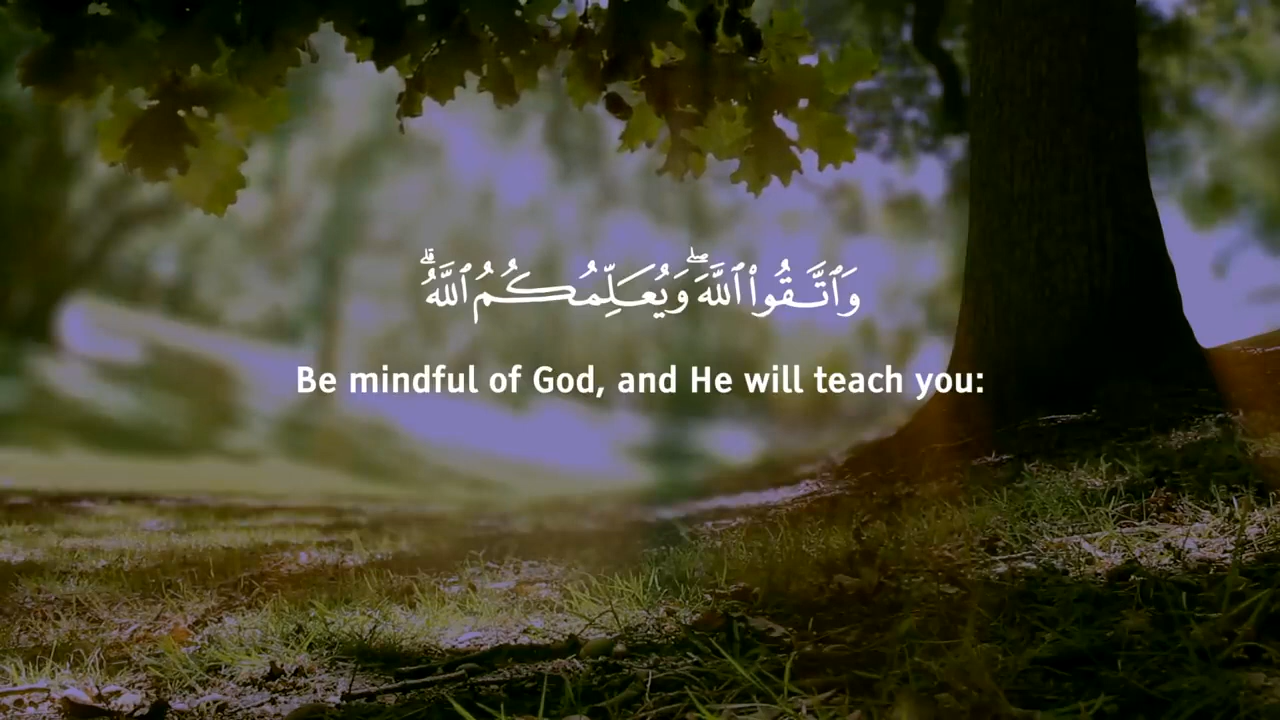 وَٱتَّقُوا۟ ٱللَّهَ ۖ وَيُعَلِّمُكُمُ ٱللَّهُ ۗ
Be mindful of God, and He will teach you: